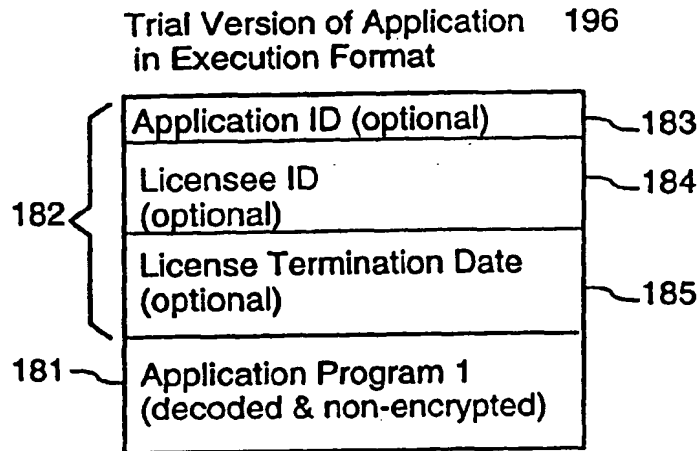 Trial Version of Application 196
in Execution Format
Application ID (optional) 183
Licensee ID 184
(optional)
182
License Termination Date
(optional) 185
181 Application Program 1
(decoded & non-encrypted)